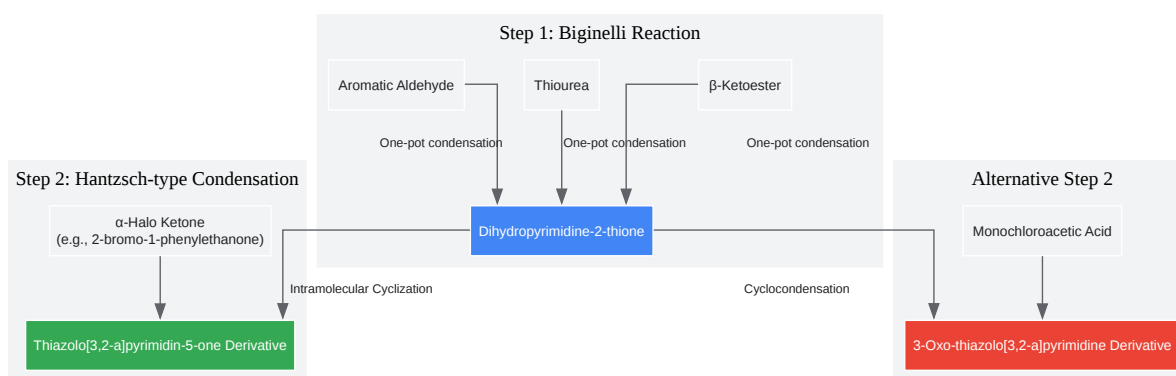 Step 1: Biginelli Reaction
Aromatic Aldehyde
Thiourea
β-Ketoester
One-pot condensation
One-pot condensation
One-pot condensation
Step 2: Hantzsch-type Condensation
α-Halo Ketone
(e.g., 2-bromo-1-phenylethanone)
Dihydropyrimidine-2-thione
Alternative Step 2
Monochloroacetic Acid
Intramolecular Cyclization
Cyclocondensation
Thiazolo[3,2-a]pyrimidin-5-one Derivative
3-Oxo-thiazolo[3,2-a]pyrimidine Derivative